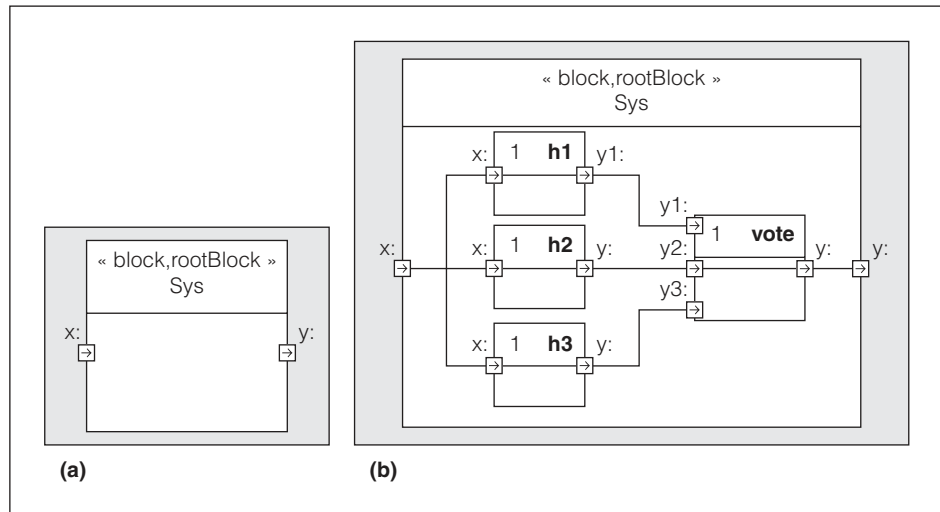 « block,rootBlock »
Sys
x:
y:
(a)
« block,rootBlock »
Sys
x: 1 h1 y1:
y1:
1 vote
x:
x: 1 h2 y:
y2:
y:
y:
y3:
x: 1 h3 y:
(b)